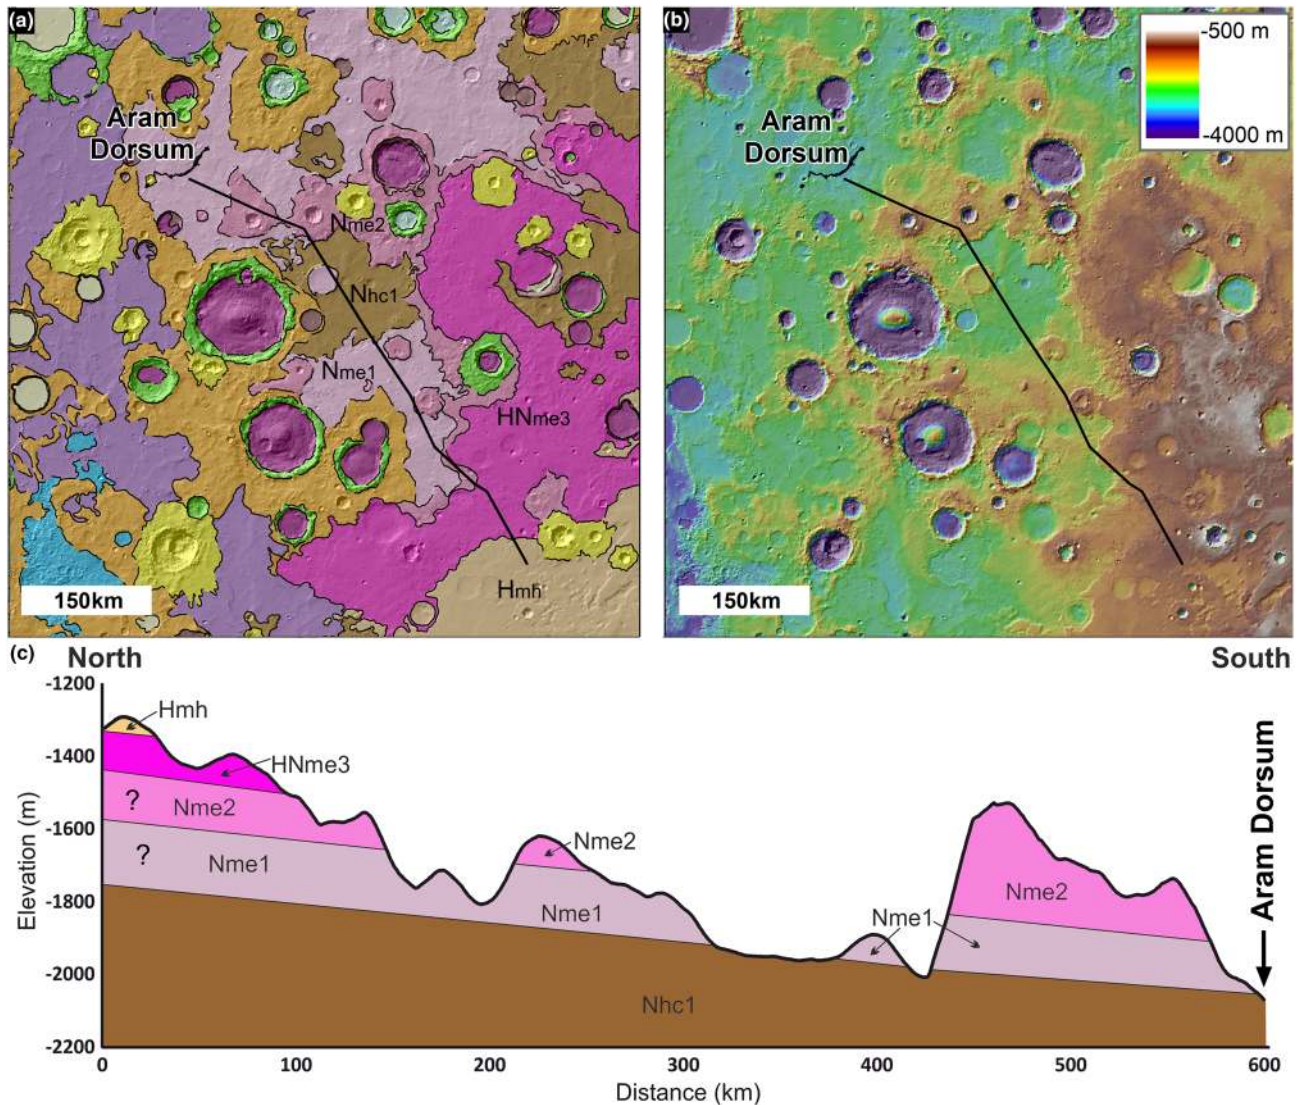 (a)
Aram
Dorsum
Nme2
Nhc1
Nme1
HNme3
Hmh
150km
(b)
-500 m
-4000 m
Aram
Dorsum
150km
(c) North South
-1200
-1400
-1600
-1800
-2000
-2200
Elevation (m)
Hmh
HNme3
? Nme2
? Nme1
Nme2
Nme1
Nme1
Nme2
Nhc1
Aram Dorsum
0 100 200 300 400 500 600
Distance (km)